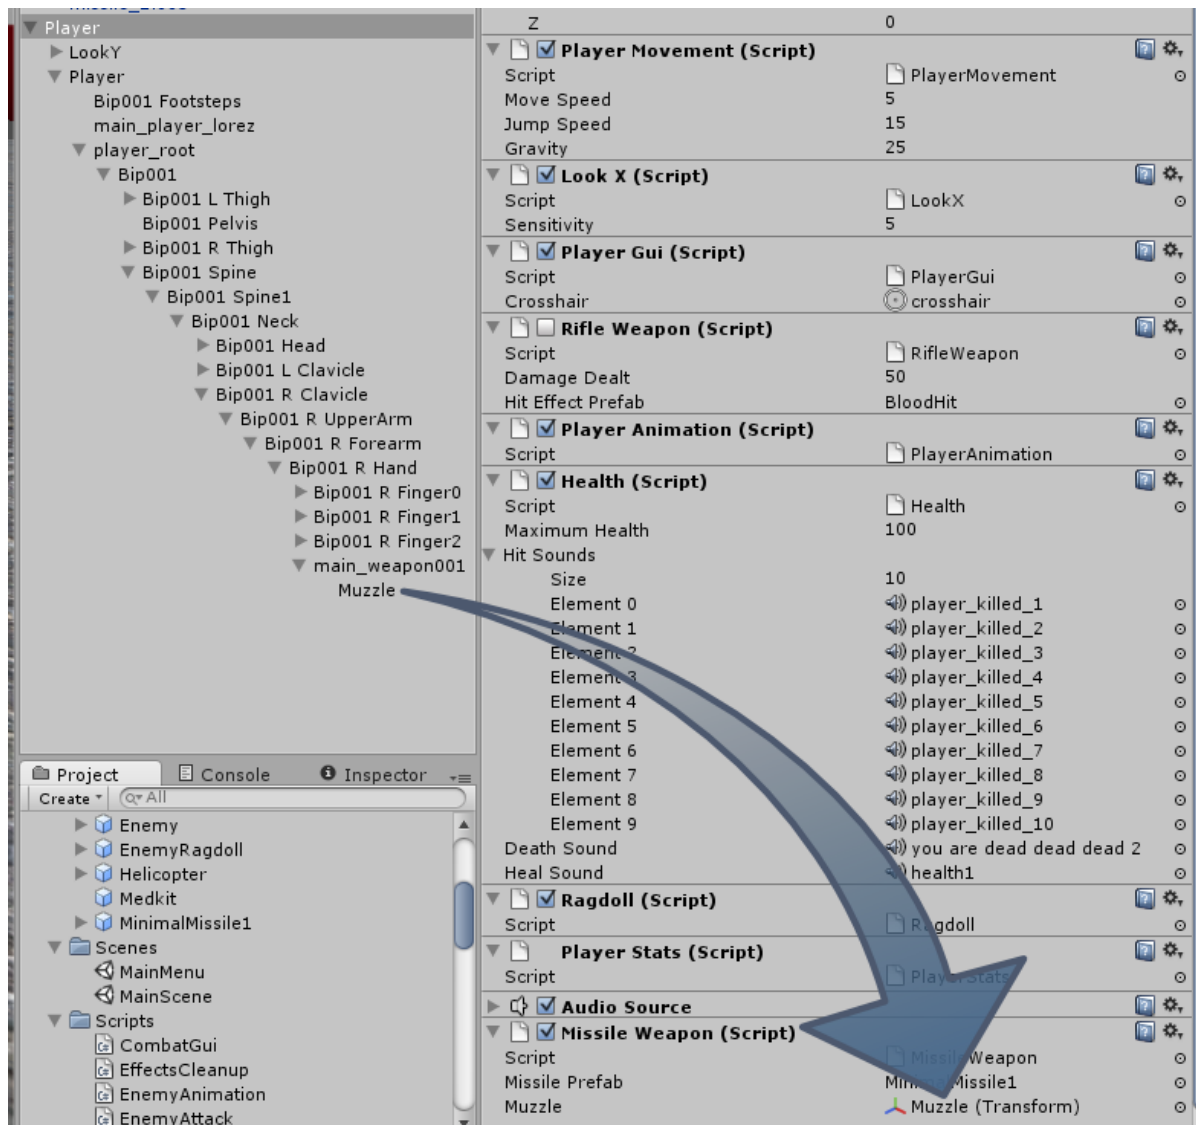 Player
LookY
Player
Bip001 Footsteps
main_player_lorez
player_root
Bip001
Bip001 L Thigh
Bip001 Pelvis
Bip001 R Thigh
Bip001 Spine
Bip001 Spine1
Bip001 Neck
Bip001 Head
Bip001 L Clavicle
Bip001 R Clavicle
Bip001 R UpperArm
Bip001 R Forearm
Bip001 R Hand
Bip001 R Finger0
Bip001 R Finger1
Bip001 R Finger2
main_weapon001
Muzzle
Project Console Inspector
Create All
Enemy
EnemyRagdoll
Helicopter
Medkit
MinimalMissile1
Scenes
MainMenu
MainScene
Scripts
CombatGui
EffectsCleanup
EnemyAnimation
EnemyAttack
Z 0
Player Movement (Script)
Script PlayerMovement
Move Speed 5
Jump Speed 15
Gravity 25
Look X (Script)
Script LookX
Sensitivity 5
Player Gui (Script)
Script PlayerGui
Crosshair crosshair
Rifle Weapon (Script)
Script RifleWeapon
Damage Dealt 50
Hit Effect Prefab BloodHit
Player Animation (Script)
Script PlayerAnimation
Health (Script)
Script Health
Maximum Health 100
Hit Sounds
Size 10
Element 0 player_killed_1
Element 1 player_killed_2
Element 2 player_killed_3
Element 3 player_killed_4
Element 4 player_killed_5
Element 5 player_killed_6
Element 6 player_killed_7
Element 7 player_killed_8
Element 8 player_killed_9
Element 9 player_killed_10
Death Sound you are dead dead dead 2
Heal Sound health1
Ragdoll (Script)
Script Ragdoll
Player Stats (Script)
Script PlayerStats
Audio Source
Missile Weapon (Script)
Script MissileWeapon
Missile Prefab MinimalMissile1
Muzzle Muzzle (Transform)